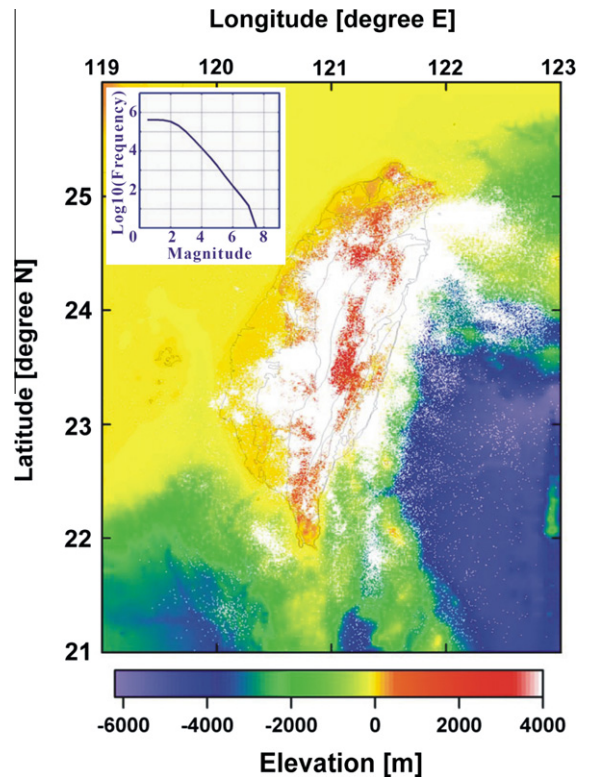 Longitude [degree E]
119 120 121 122 123
Latitude [degree N]
25
24
23
22
21
Log10(Frequency)
6
4
2
0
0 2 4 6 8
Magnitude
-6000 -4000 -2000 0 2000 4000
Elevation [m]